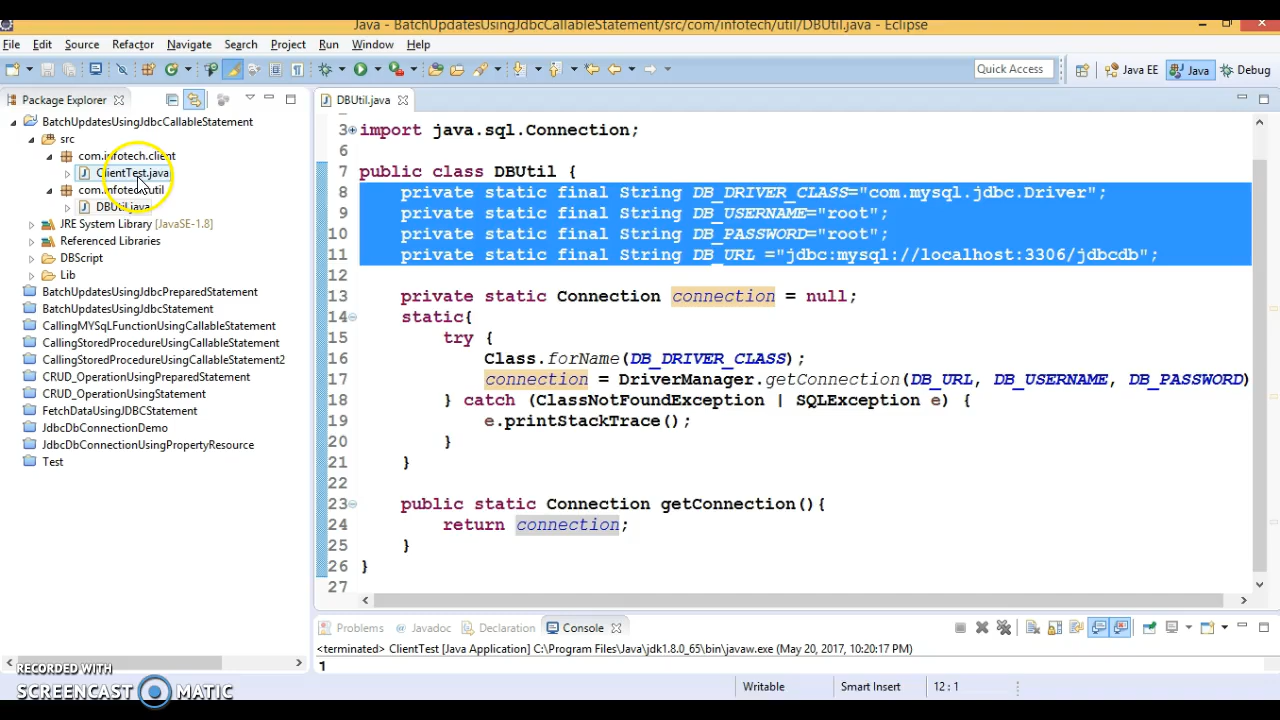 Java - BatchUpdatesUsingJdbcCallableStatement/src/com/infotech/util/DBUtil.java - Eclipse
File Edit Source Refactor Navigate Search Project Run Window Help
Quick Access Java EE Java Debug
Package Explorer
BatchUpdatesUsingJdbcCallableStatement
src
com.infotech.client
ClientTest.java
com.infotech.util
DBUtil.java
JRE System Library [JavaSE-1.8]
Referenced Libraries
DBScript
Lib
BatchUpdatesUsingJdbcPreparedStatement
BatchUpdatesUsingJdbcStatement
CallingMYSqLFunctionUsingCallableStatement
CallingStoredProcedureUsingCallableStatement
CallingStoredProcedureUsingCallableStatement2
CRUD_OperationUsingPreparedStatement
CRUD_OperationUsingStatement
FetchDataUsingJDBCStatement
JdbcDbConnectionDemo
JdbcDbConnectionUsingPropertyResource
Test
DBUtil.java
3 import java.sql.Connection;
6
7 public class DBUtil {
8 private static final String DB_DRIVER_CLASS="com.mysql.jdbc.Driver";
9 private static final String DB_USERNAME="root";
10 private static final String DB_PASSWORD="root";
11 private static final String DB_URL ="jdbc:mysql://localhost:3306/jdbcdb";
12
13 private static Connection connection = null;
14 static{
15 try {
16 Class.forName(DB_DRIVER_CLASS);
17 connection = DriverManager.getConnection(DB_URL, DB_USERNAME, DB_PASSWORD)
18 } catch (ClassNotFoundException | SQLException e) {
19 e.printStackTrace();
20 }
21 }
22
23 public static Connection getConnection(){
24 return connection;
25 }
26 }
27
Problems Javadoc Declaration Console
<terminated> ClientTest [Java Application] C:\Program Files\Java\jdk1.8.0_65\bin\javaw.exe (May 20, 2017, 10:20:17 PM)
1
Writable Smart Insert 12 : 1
RECORDED WITH
SCREENCAST MATIC